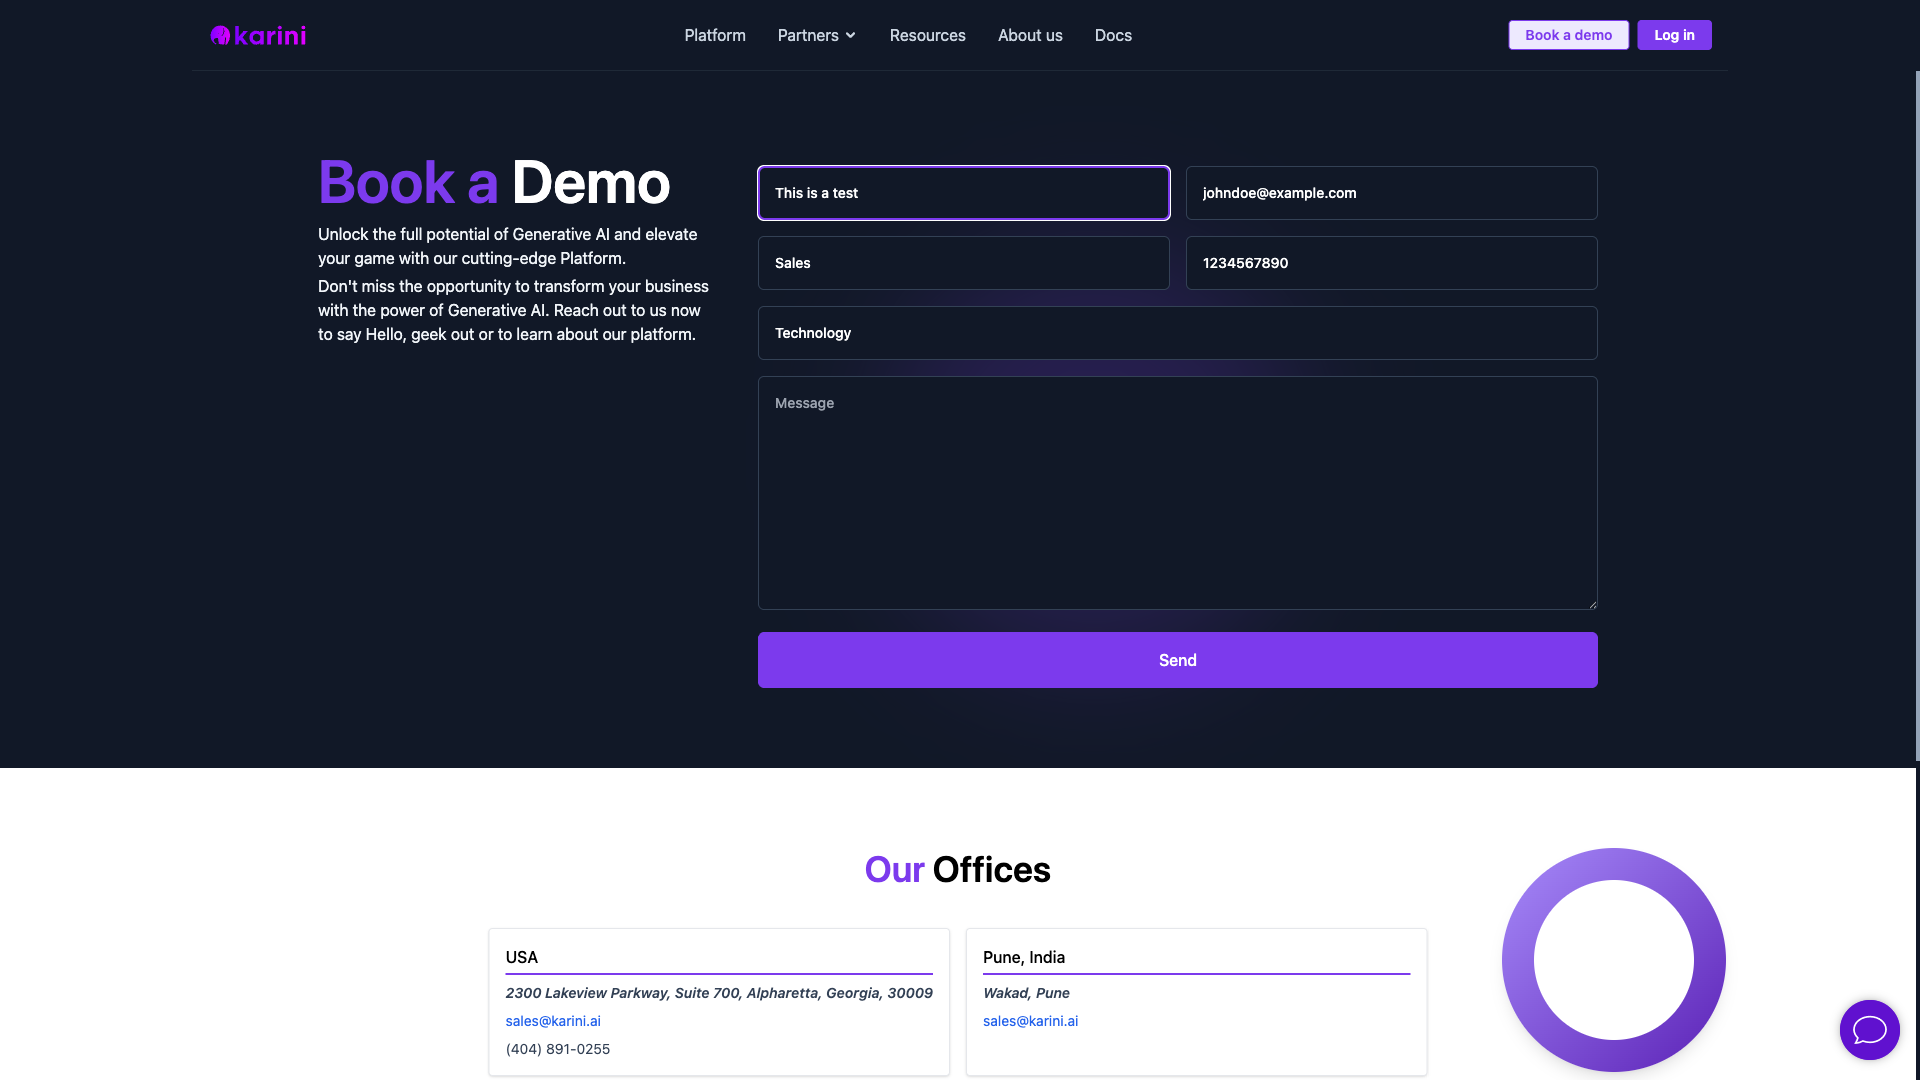 karini
Platform
Partners
Resources
About us
Docs
Book a demo
Log in
Book a Demo
Unlock the full potential of Generative AI and elevate
your game with our cutting-edge Platform.
Don't miss the opportunity to transform your business
with the power of Generative AI. Reach out to us now
to say Hello, geek out or to learn about our platform.
This is a test
johndoe@example.com
Sales
1234567890
Technology
Message
Send
Our Offices
USA
2300 Lakeview Parkway, Suite 700, Alpharetta, Georgia, 30009
sales@karini.ai
(404) 891-0255
Pune, India
Wakad, Pune
sales@karini.ai